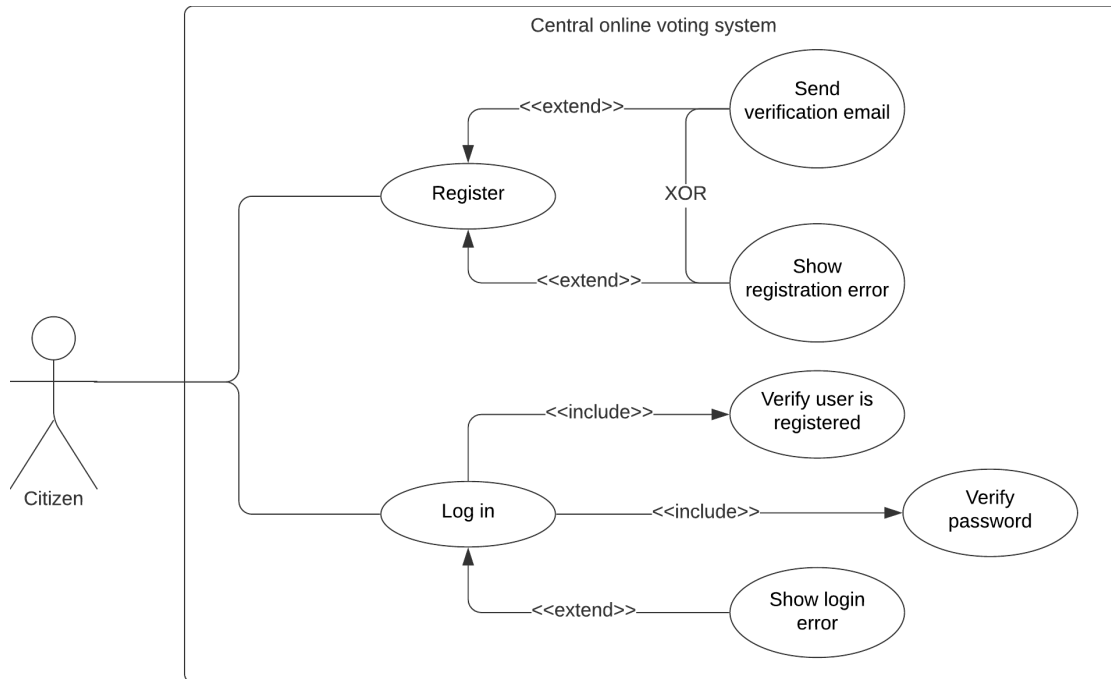 Central online voting system
Send
verification email
<<extend>>
Register
XOR
<<extend>>
Show
registration error
Citizen
<<include>>
Verify user is
registered
Log in
<<include>>
Verify
password
<<extend>>
Show login
error